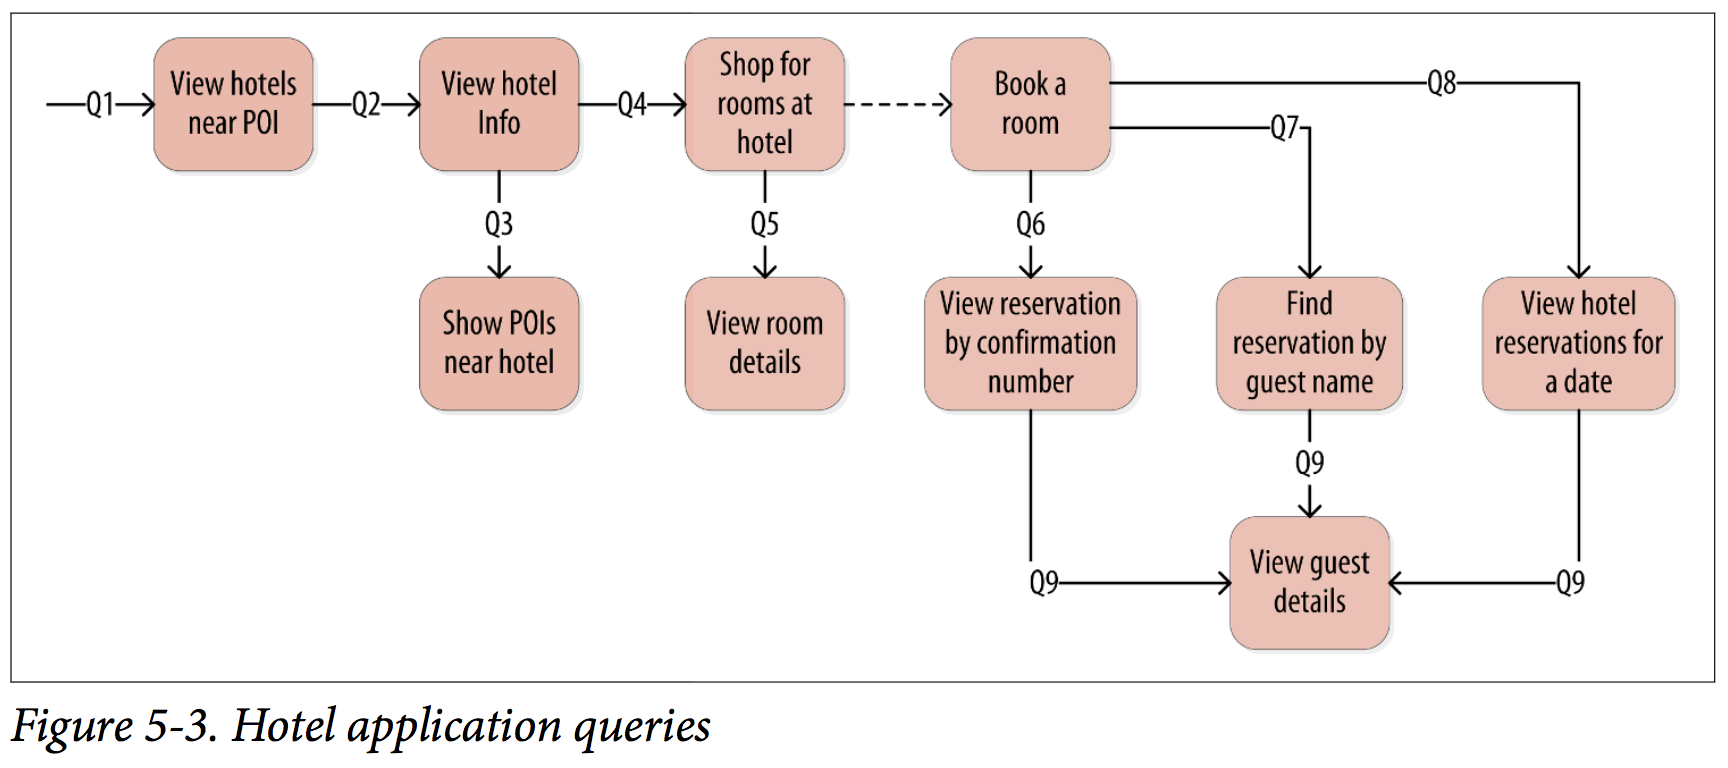 Q1
View hotels
near POI
Q2
View hotel
Info
Q4
Shop for
rooms at
hotel
Book a
room
Q8
Q7
Q3
Q5
Q6
Show POIs
near hotel
View room
details
View reservation
by confirmation
number
Find
reservation by
guest name
View hotel
reservations for
a date
Q9
View guest
details
Q9
Q9
Figure 5-3. Hotel application queries